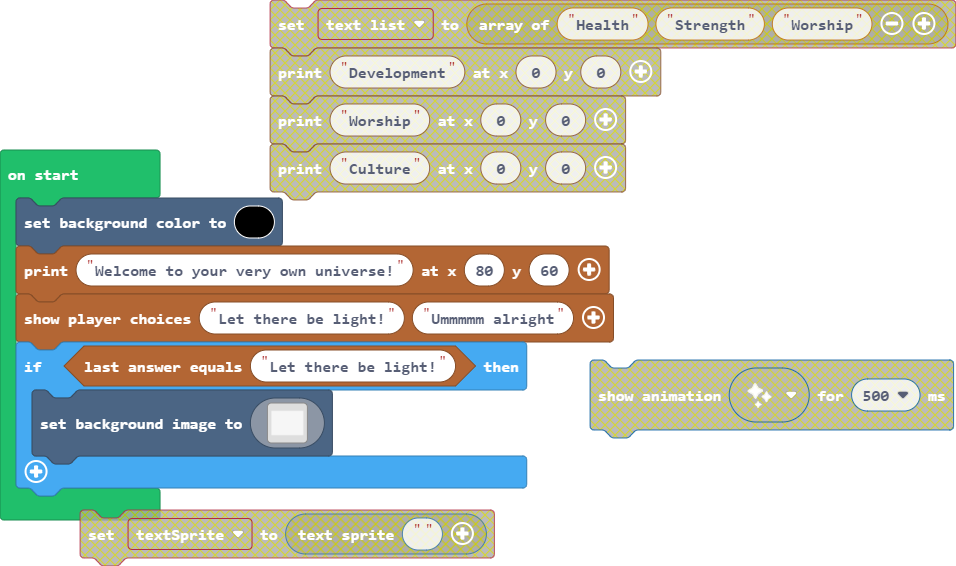 set text list to array of "Health" "Strength" "Worship"
print "Development" at x 0 y 0
print "Worship" at x 0 y 0
print "Culture" at x 0 y 0
on start
set background color to
print "Welcome to your very own universe!" at x 80 y 60
show player choices "Let there be light!" "Ummmmm alright"
if last answer equals "Let there be light!" then
set background image to
show animation for 500 ms
set textSprite to text sprite " "